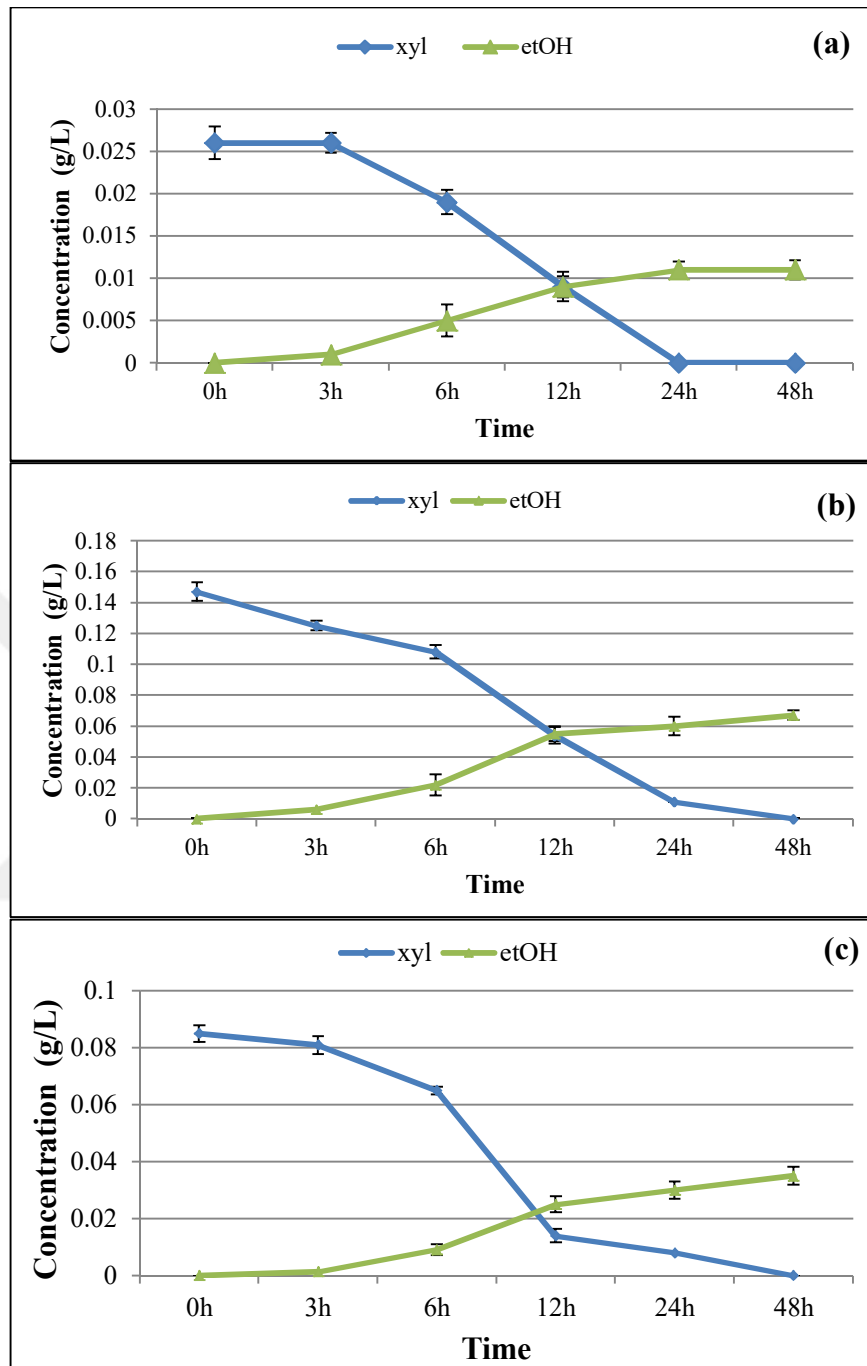 xyl etOH (a)
0.03
0.025
0.02
0.015
0.01
0.005
0
Concentration (g/L)
0h 3h 6h 12h 24h 48h
Time
xyl etOH (b)
0.18
0.16
0.14
0.12
0.1
0.08
0.06
0.04
0.02
0
Concentration (g/L)
0h 3h 6h 12h 24h 48h
Time
xyl etOH (c)
0.1
0.08
0.06
0.04
0.02
0
Concentration (g/L)
0h 3h 6h 12h 24h 48h
Time